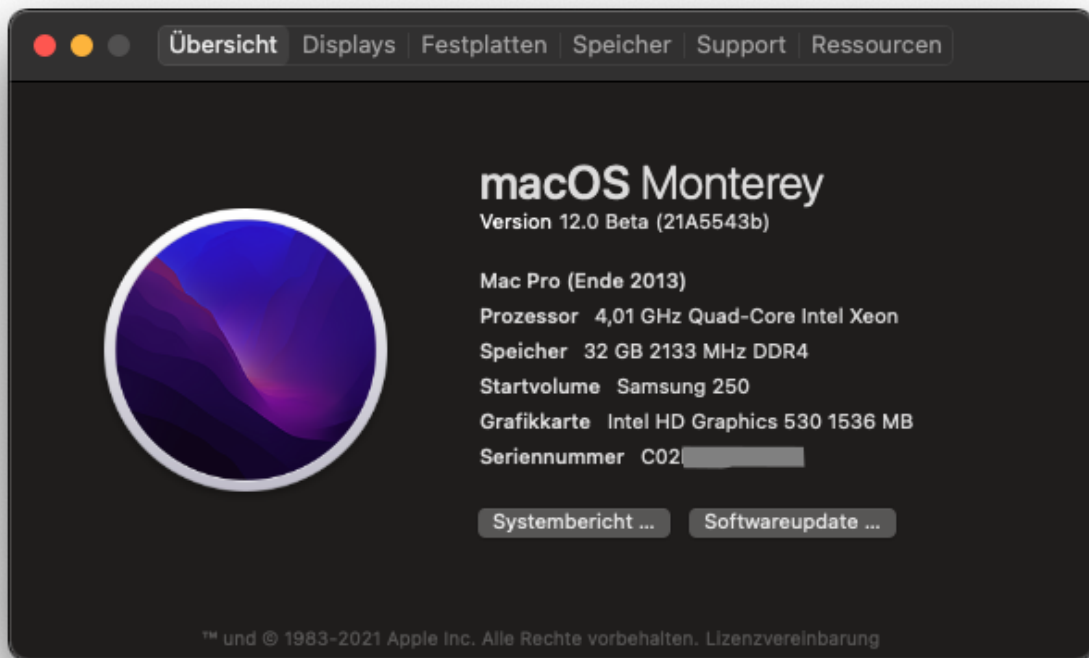 Übersicht Displays Festplatten Speicher Support Ressourcen
macOS Monterey
Version 12.0 Beta (21A5543b)
Mac Pro (Ende 2013)
Prozessor 4,01 GHz Quad-Core Intel Xeon
Speicher 32 GB 2133 MHz DDR4
Startvolume Samsung 250
Grafikkarte Intel HD Graphics 530 1536 MB
Seriennummer C02
Systembericht ... Softwareupdate ...
™ und © 1983-2021 Apple Inc. Alle Rechte vorbehalten. Lizenzvereinbarung